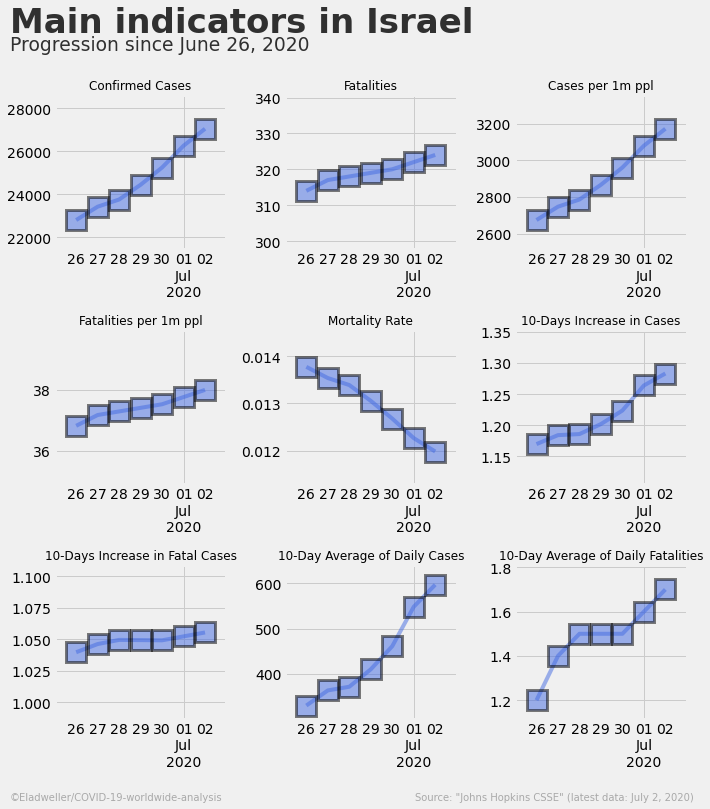 Main indicators in Israel
Progression since June 26, 2020
Confirmed Cases
28000
26000
24000
22000
26 27 28 29 30 01 02
Jul
2020
Fatalities
340
330
320
310
300
26 27 28 29 30 01 02
Jul
2020
Cases per 1m ppl
3200
3000
2800
2600
26 27 28 29 30 01 02
Jul
2020
Fatalities per 1m ppl
38
36
26 27 28 29 30 01 02
Jul
2020
Mortality Rate
0.014
0.013
0.012
26 27 28 29 30 01 02
Jul
2020
10-Days Increase in Cases
1.35
1.30
1.25
1.20
1.15
26 27 28 29 30 01 02
Jul
2020
10-Days Increase in Fatal Cases
1.100
1.075
1.050
1.025
1.000
26 27 28 29 30 01 02
Jul
2020
10-Day Average of Daily Cases
600
500
400
26 27 28 29 30 01 02
Jul
2020
10-Day Average of Daily Fatalities
1.8
1.6
1.4
1.2
26 27 28 29 30 01 02
Jul
2020
©Eladweller/COVID-19-worldwide-analysis
Source: "Johns Hopkins CSSE" (latest data: July 2, 2020)